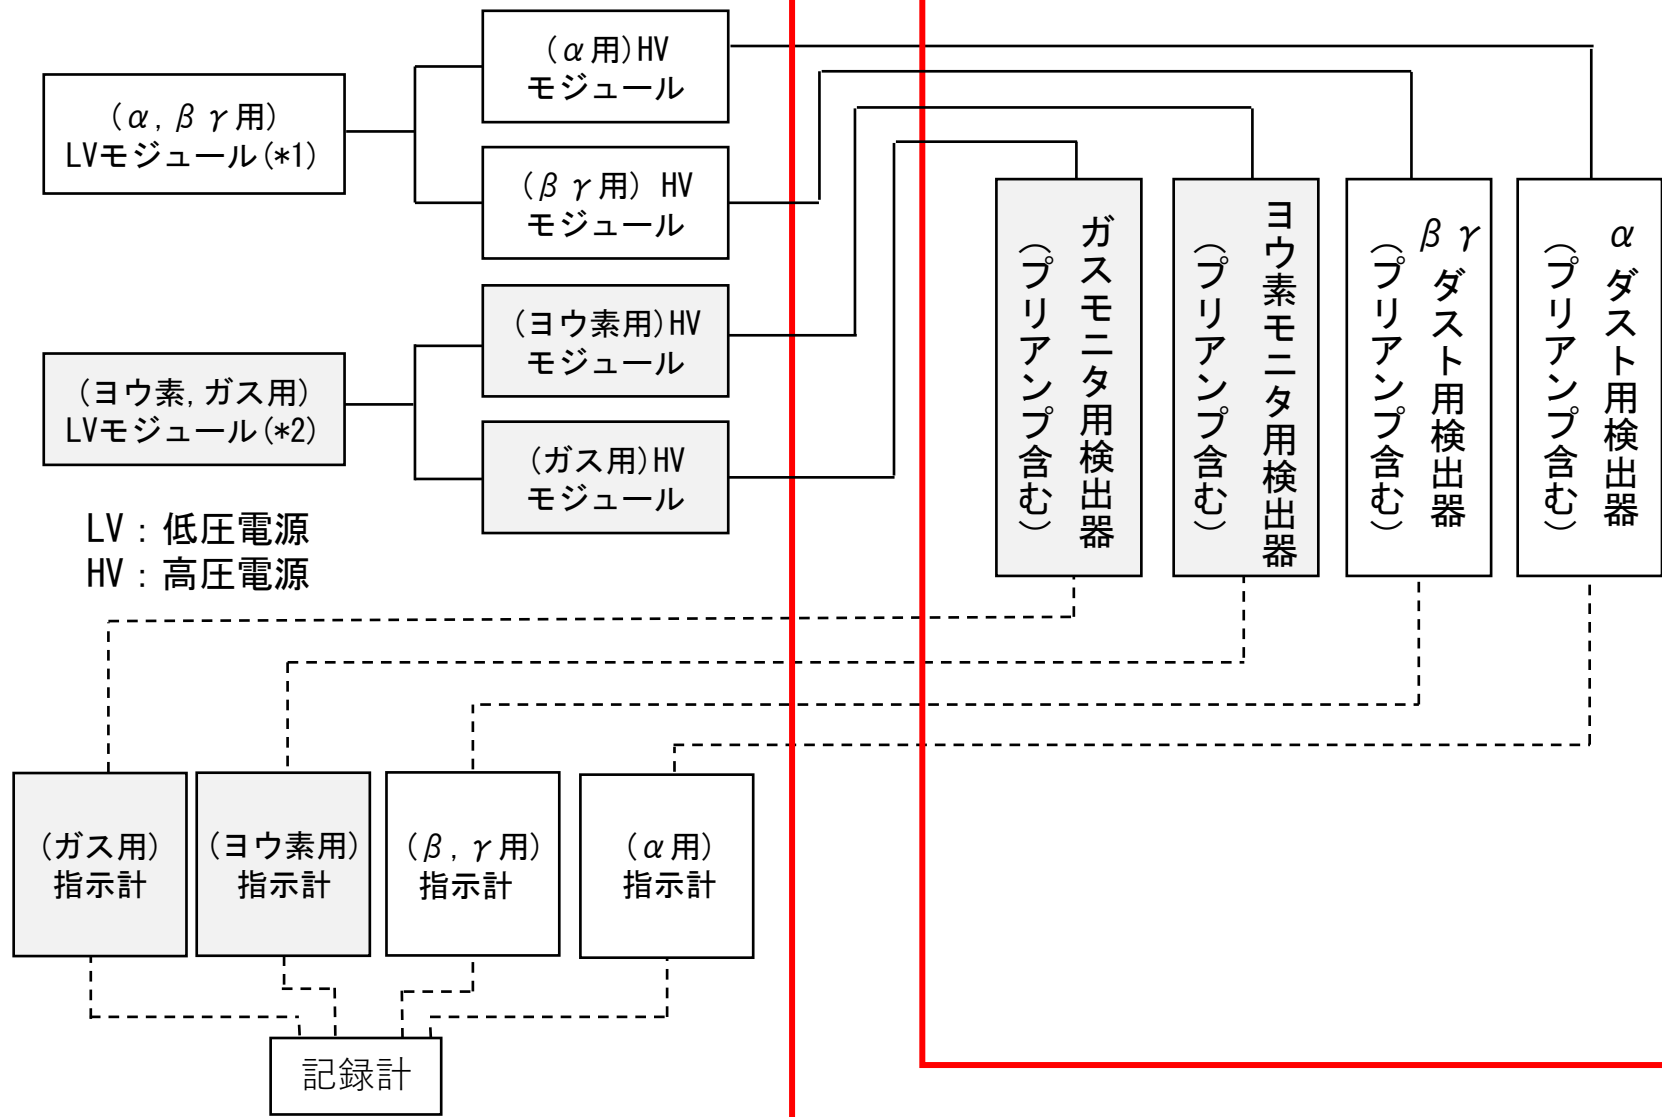 (α用)HV
モジュール
(α,βγ用)
LVモジュール(*1)
(βγ用) HV
モジュール
(ヨウ素用)HV
モジュール
(ヨウ素,ガス用)
LVモジュール(*2)
(ガス用)HV
モジュール
LV：低圧電源
HV：高圧電源
ガスモニタ用検出器
(プリアンプ含む)
ヨウ素モニタ用検出器
(プリアンプ含む)
βγダスト用検出器
(プリアンプ含む)
αダスト用検出器
(プリアンプ含む)
(ガス用)
指示計
(ヨウ素用)
指示計
(β,γ用)
指示計
(α用)
指示計
記録計